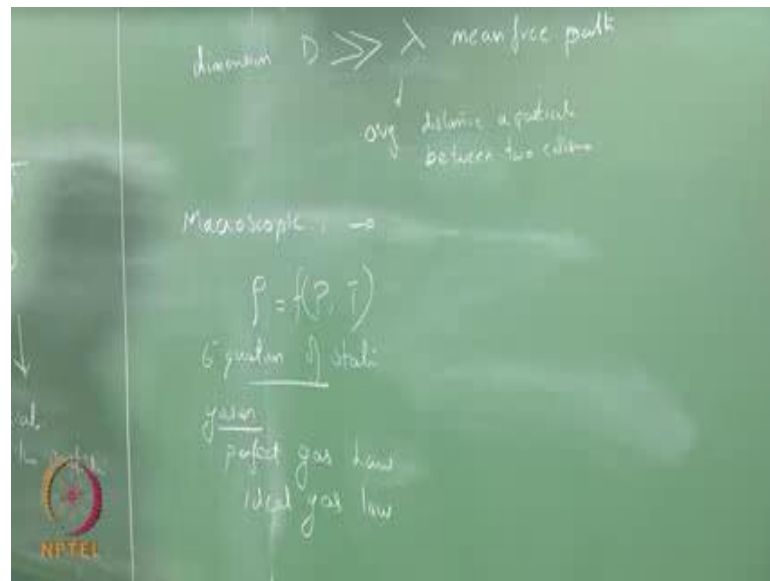 dimension D >> λ mean free path
↓
avg distance a particle
between two
Macroscopic : →
ρ = f(P, T)
Equation of state
gases
perfect gas Law
ideal gas law
NPTEL